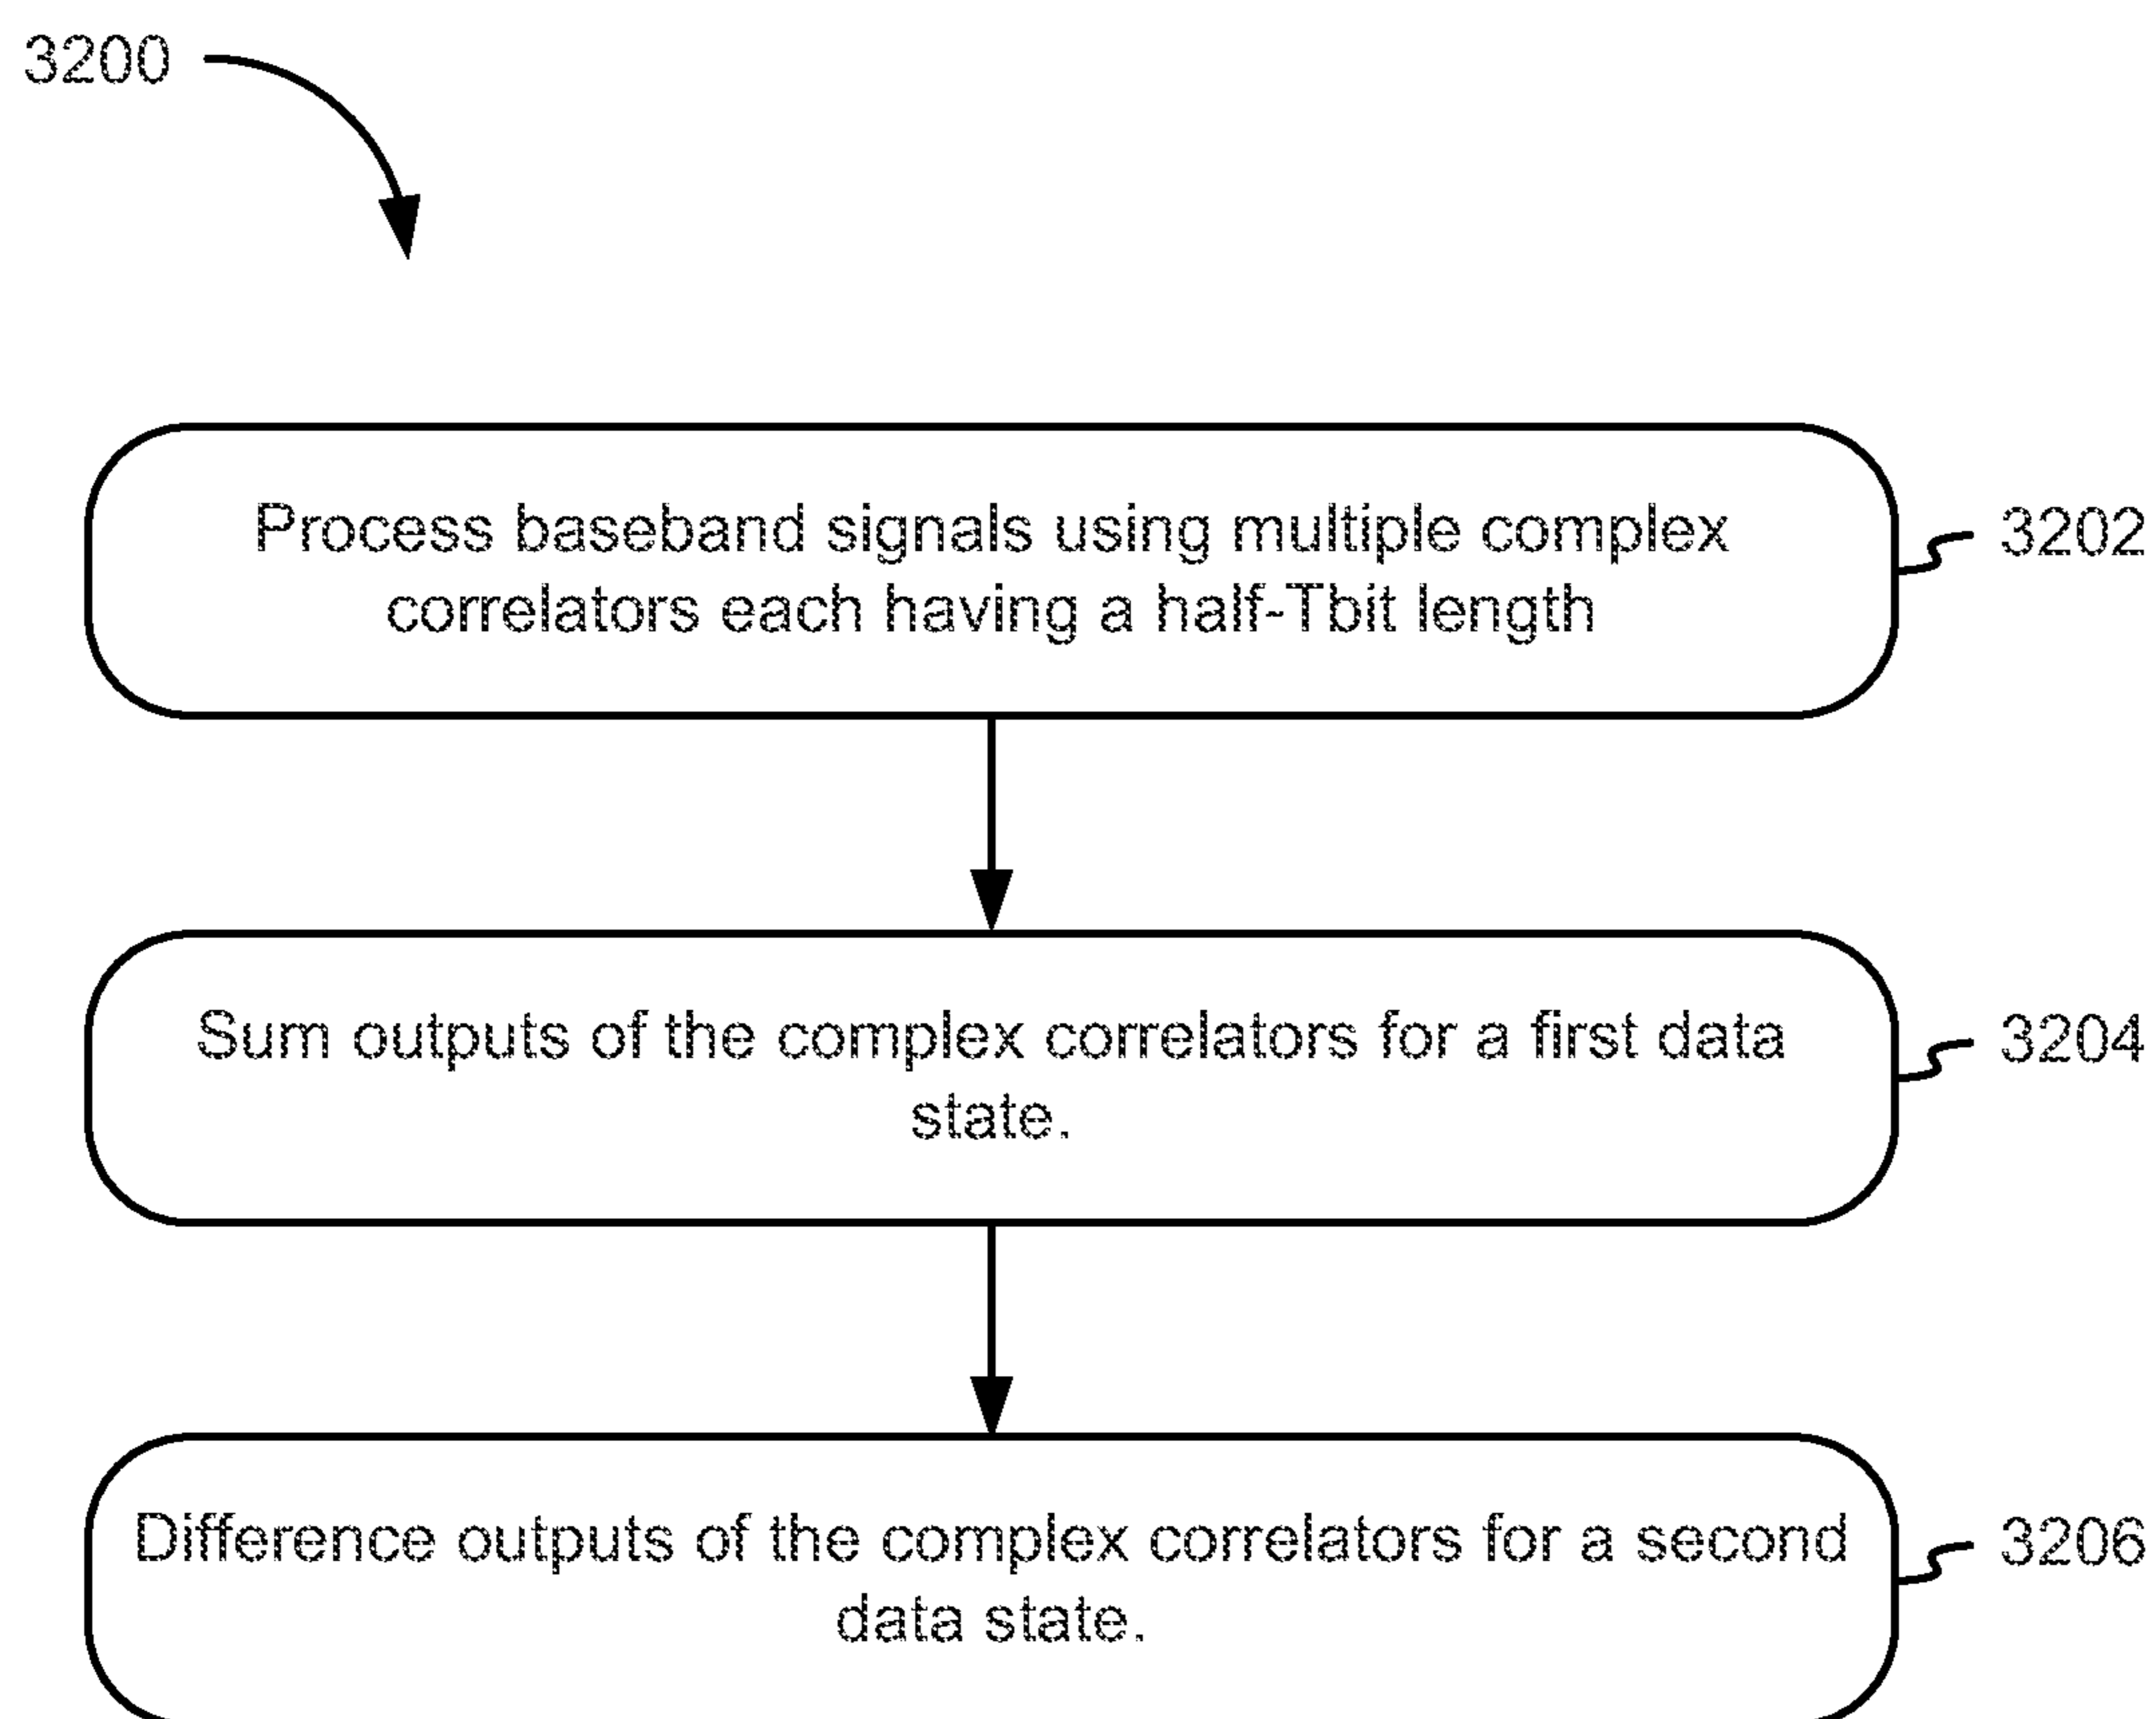 3200
Process baseband signals using multiple complex
correlators each having a half-Tbit length
3202
Sum outputs of the complex correlators for a first data
state.
3204
Difference outputs of the complex correlators for a second
data state.
3206